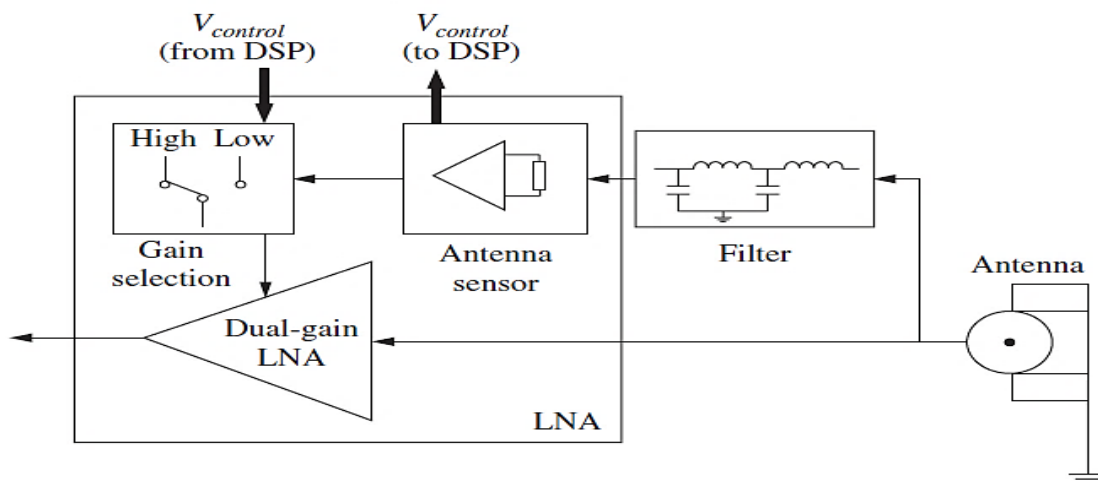 V_control
(from DSP)
V_control
(to DSP)
High Low
Gain
selection
Antenna
sensor
Filter
Antenna
Dual-gain
LNA
LNA